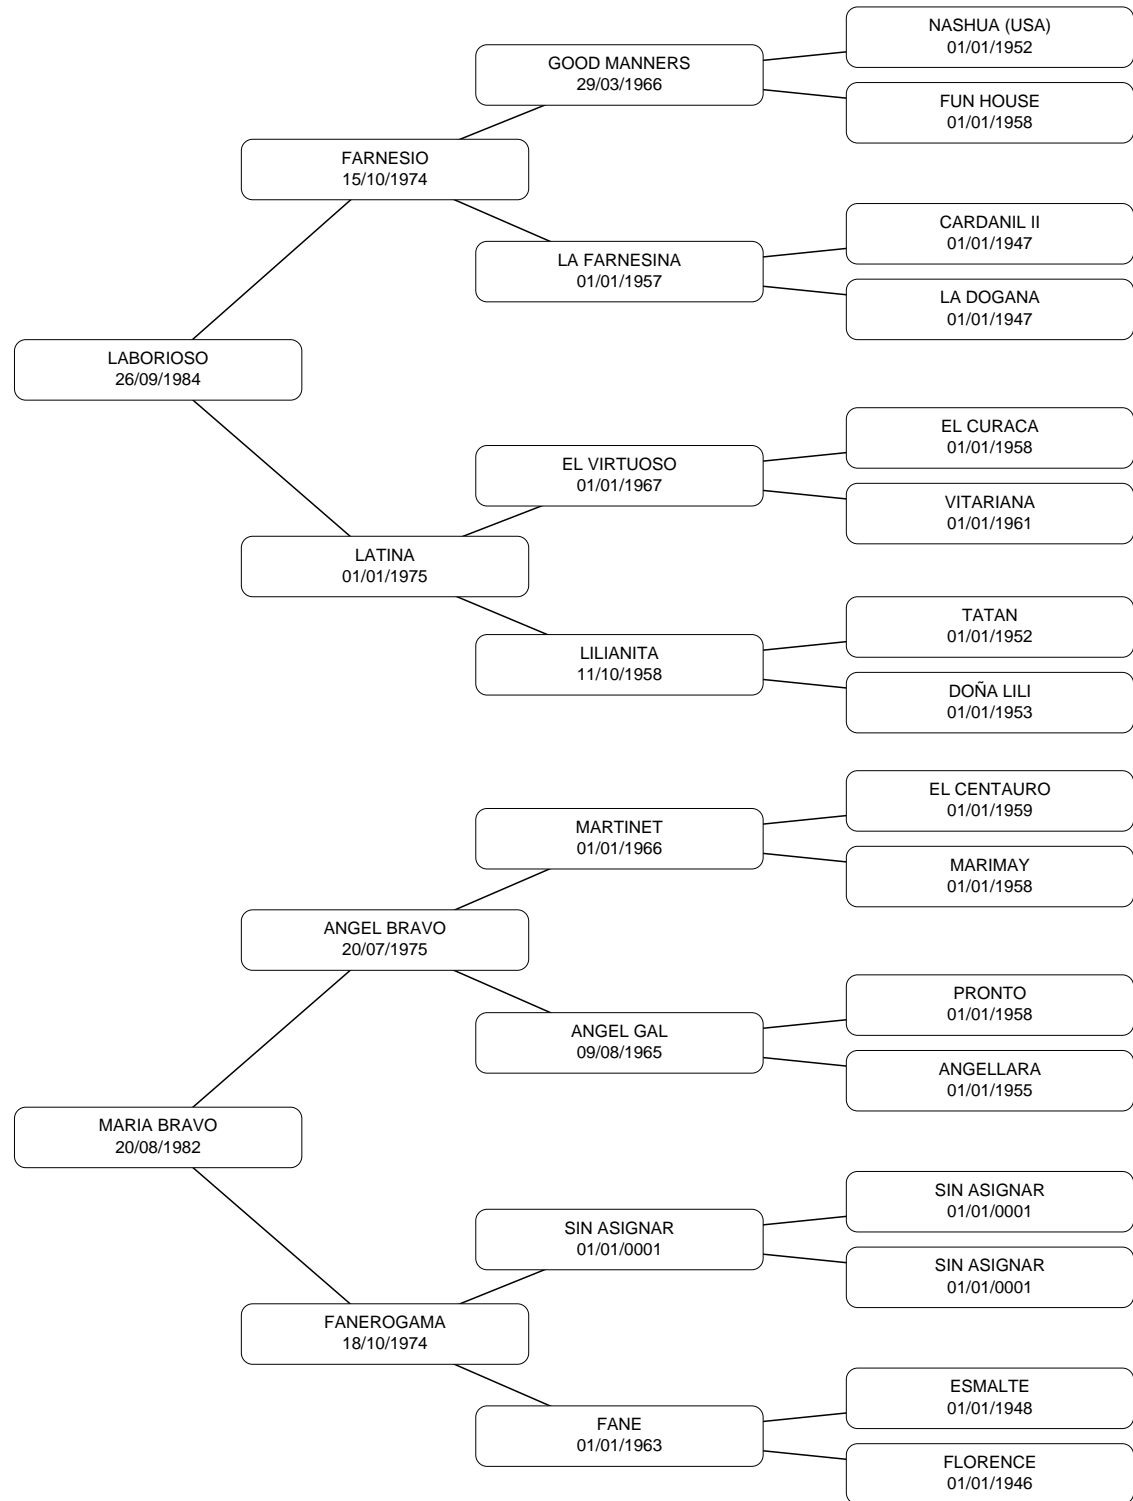 NASHUA (USA)
01/01/1952
GOOD MANNERS
29/03/1966
FUN HOUSE
01/01/1958
FARNESIO
15/10/1974
CARDANIL II
01/01/1947
LA FARNESINA
01/01/1957
LA DOGANA
01/01/1947
LABORIOSO
26/09/1984
EL CURACA
01/01/1958
EL VIRTUOSO
01/01/1967
VITARIANA
01/01/1961
LATINA
01/01/1975
TATAN
01/01/1952
LILIANITA
11/10/1958
DOÑA LILI
01/01/1953
EL CENTAURO
01/01/1959
MARTINET
01/01/1966
MARIMAY
01/01/1958
ANGEL BRAVO
20/07/1975
PRONTO
01/01/1958
ANGEL GAL
09/08/1965
ANGELLARA
01/01/1955
MARIA BRAVO
20/08/1982
SIN ASIGNAR
01/01/0001
SIN ASIGNAR
01/01/0001
SIN ASIGNAR
01/01/0001
FANEROGAMA
18/10/1974
ESMALTE
01/01/1948
FANE
01/01/1963
FLORENCE
01/01/1946